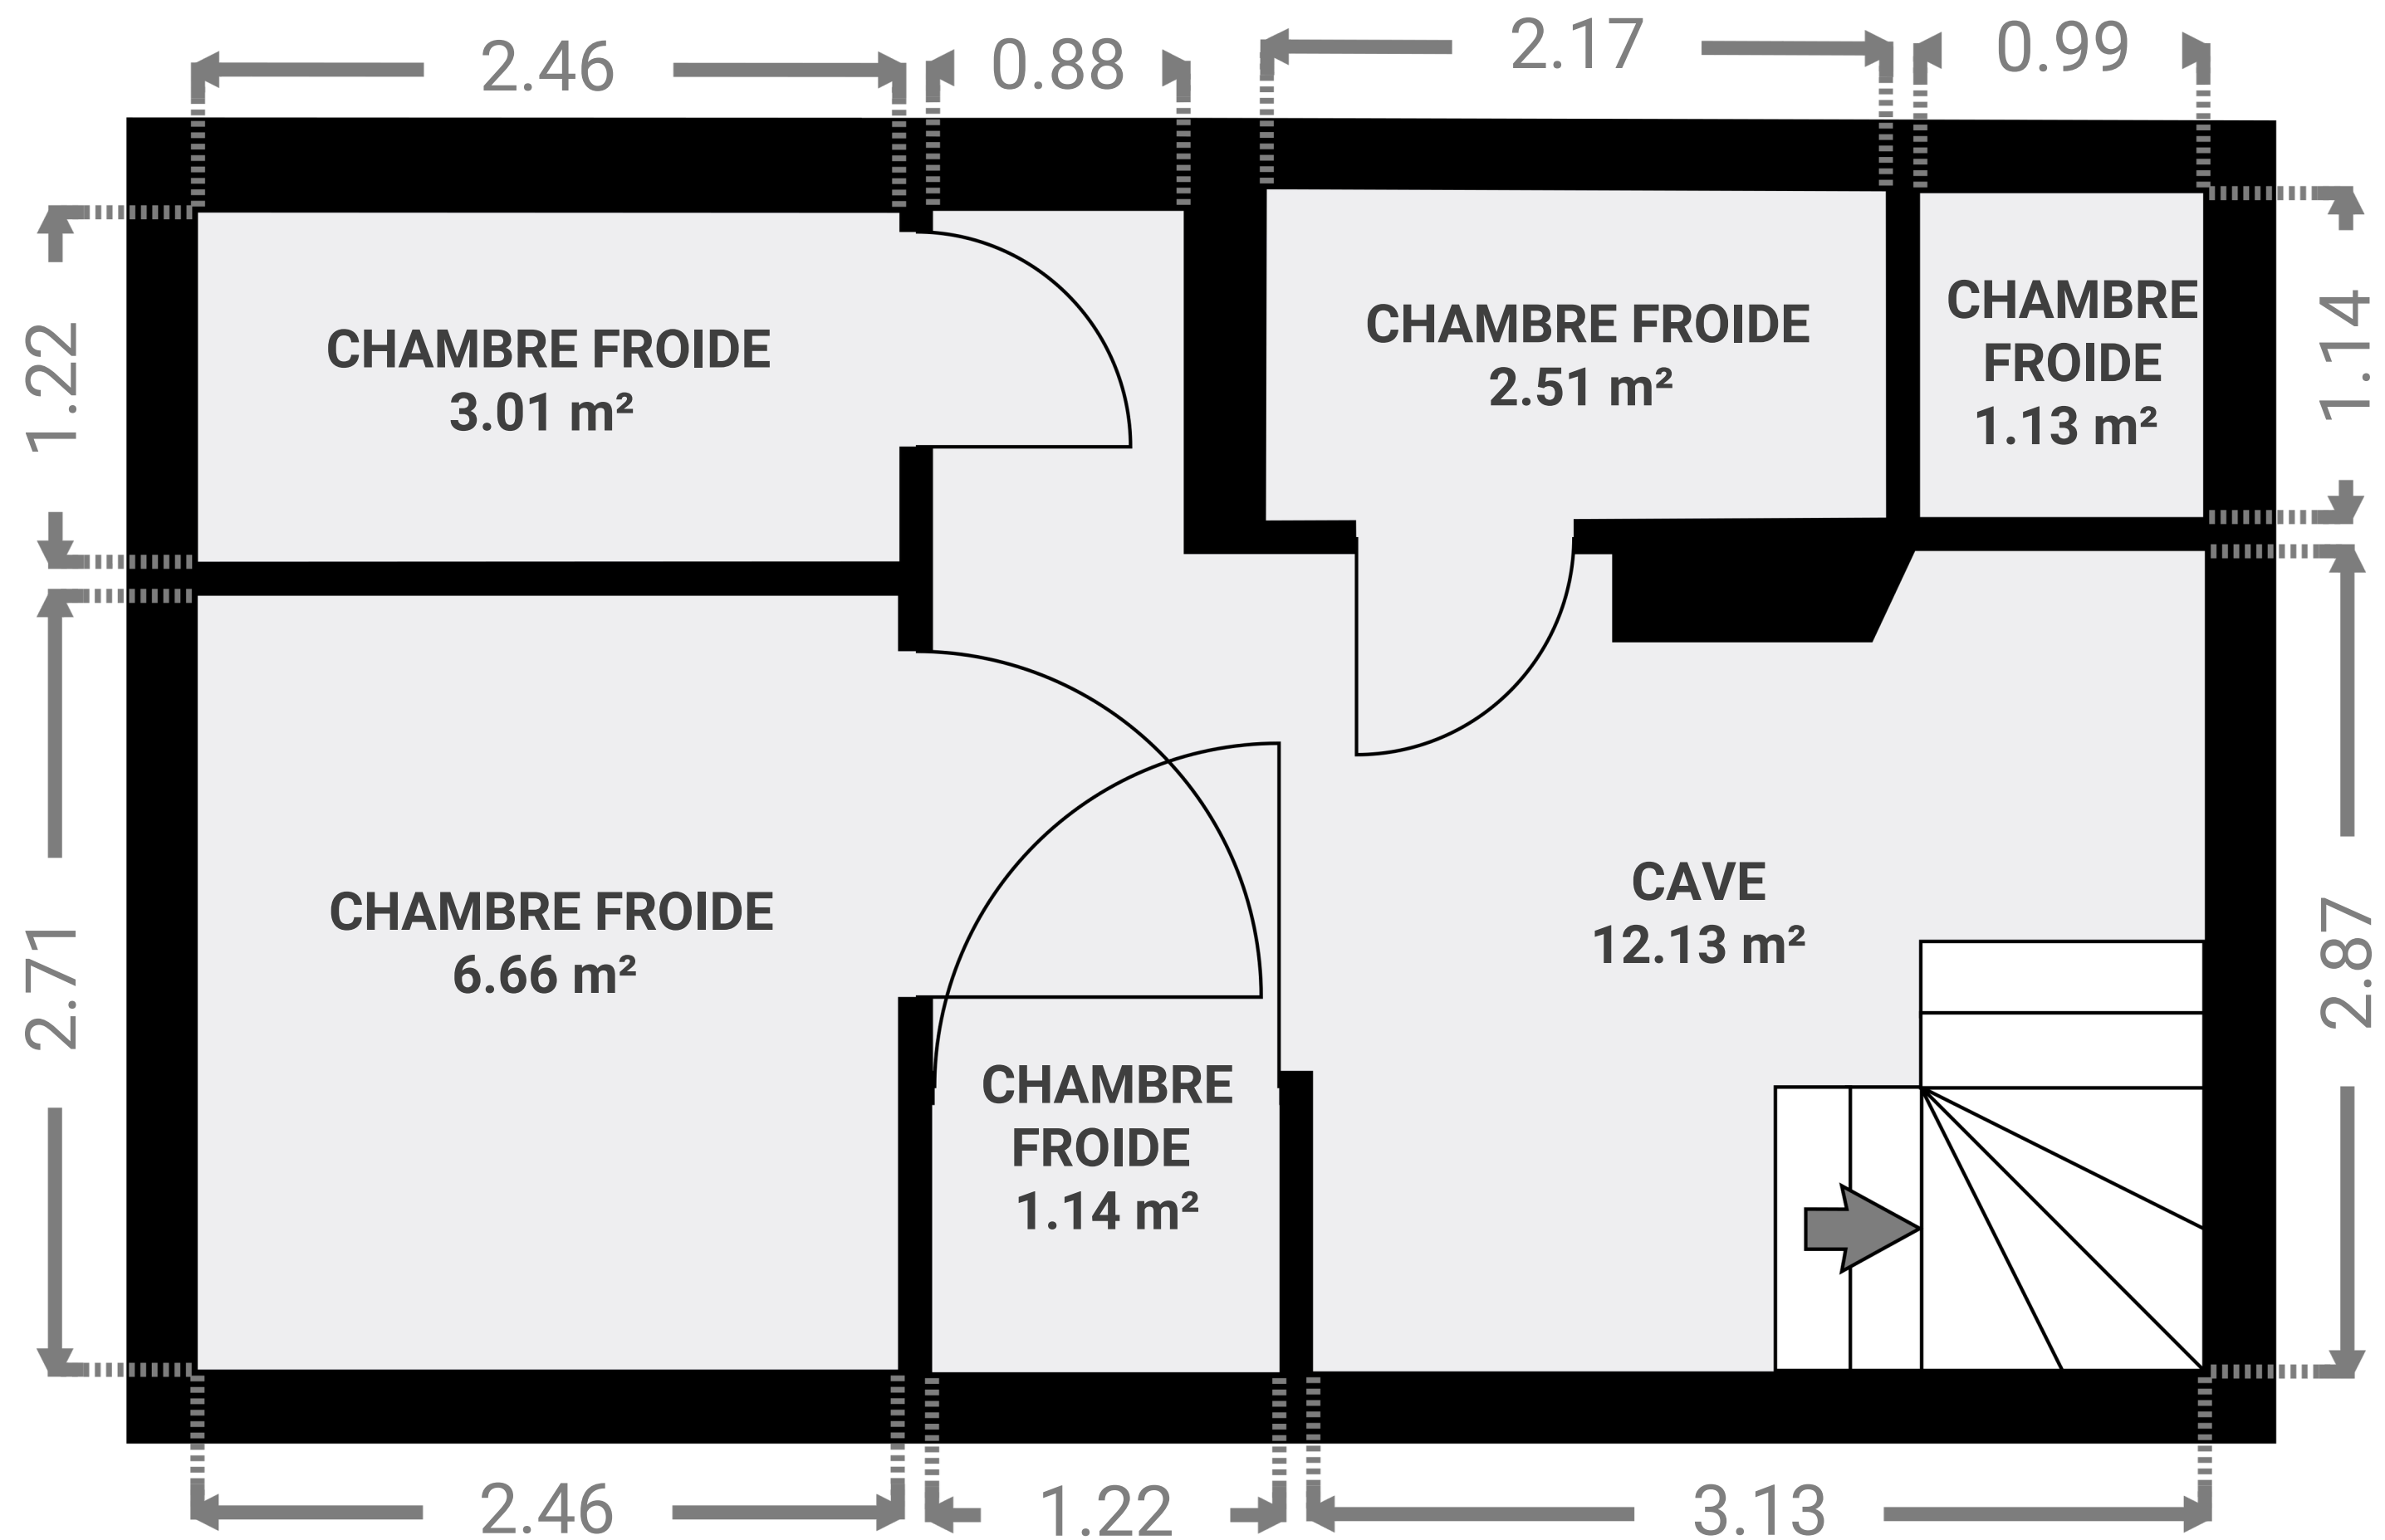 2.46
0.88
2.17
0.99
1.22
1.14
CHAMBRE FROIDE
3.01 m²
CHAMBRE FROIDE
2.51 m²
CHAMBRE
FROIDE
1.13 m²
2.71
2.87
CHAMBRE FROIDE
6.66 m²
CAVE
12.13 m²
CHAMBRE
FROIDE
1.14 m²
2.46
1.22
3.13